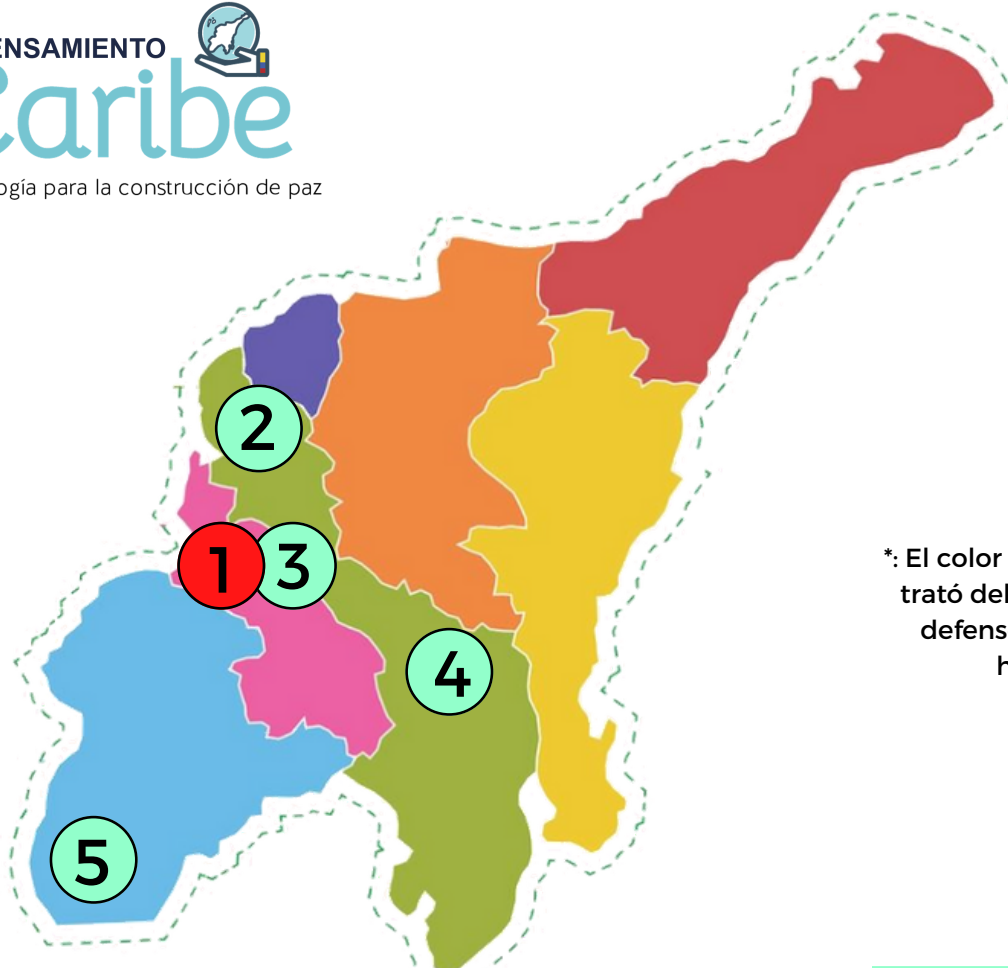 ENSAMIENTO
Caribe
ogía para la construcción de paz
2
1
3
4
5
*: El color
trató del
defens
h